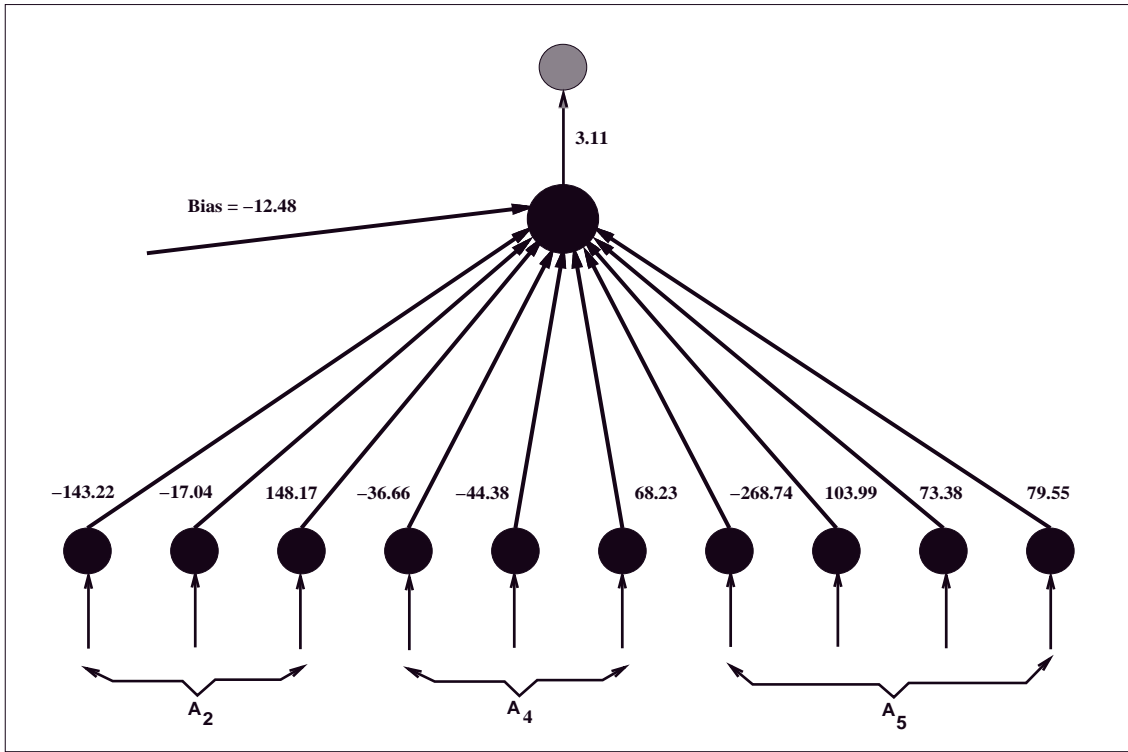 3.11
Bias = −12.48
−143.22 −17.04 148.17 −36.66 −44.38 68.23 −268.74 103.99 73.38 79.55
A2 A4 A5